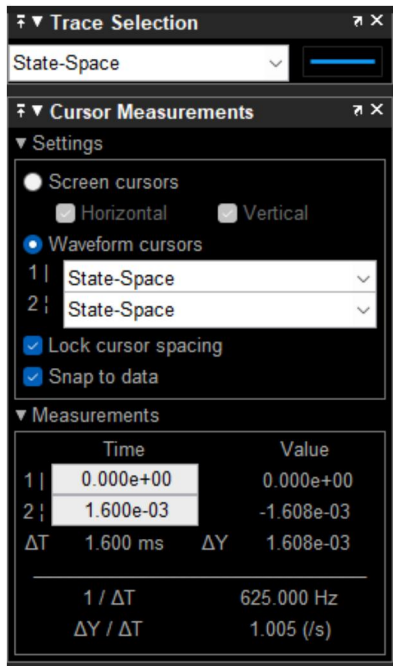 Trace Selection
State-Space
Cursor Measurements
Settings
Screen cursors
Horizontal Vertical
Waveform cursors
1 | State-Space
2 ¦ State-Space
Lock cursor spacing
Snap to data
Measurements
Time Value
1 | 0.000e+00 0.000e+00
2 ¦ 1.600e-03 -1.608e-03
ΔT 1.600 ms ΔY 1.608e-03
1 / ΔT 625.000 Hz
ΔY / ΔT 1.005 (/s)